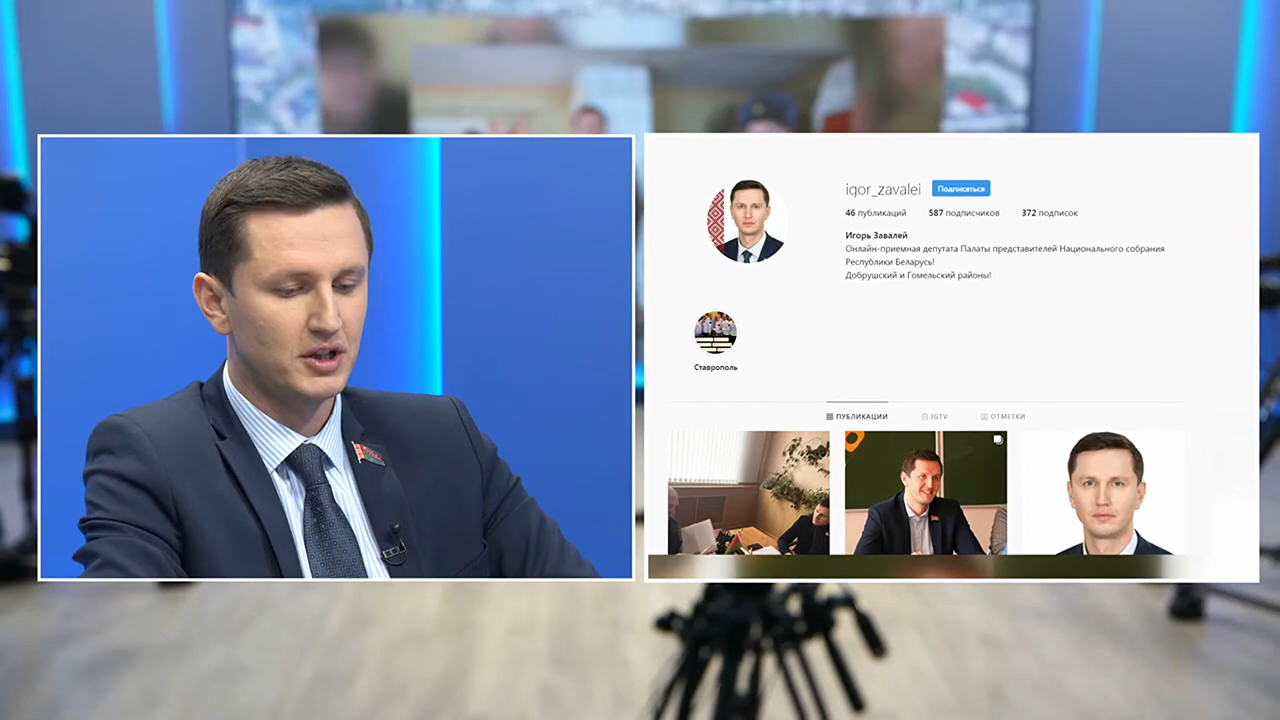 igor_zavalei Подписаться
46 публикаций 587 подписчиков 372 подписок
Игорь Завалей
Онлайн-приемная депутата Палаты представителей Национального собрания
Республики Беларусь!
Добрушский и Гомельский районы!
Ставрополь
ПУБЛИКАЦИИ IGTV ОТМЕТКИ